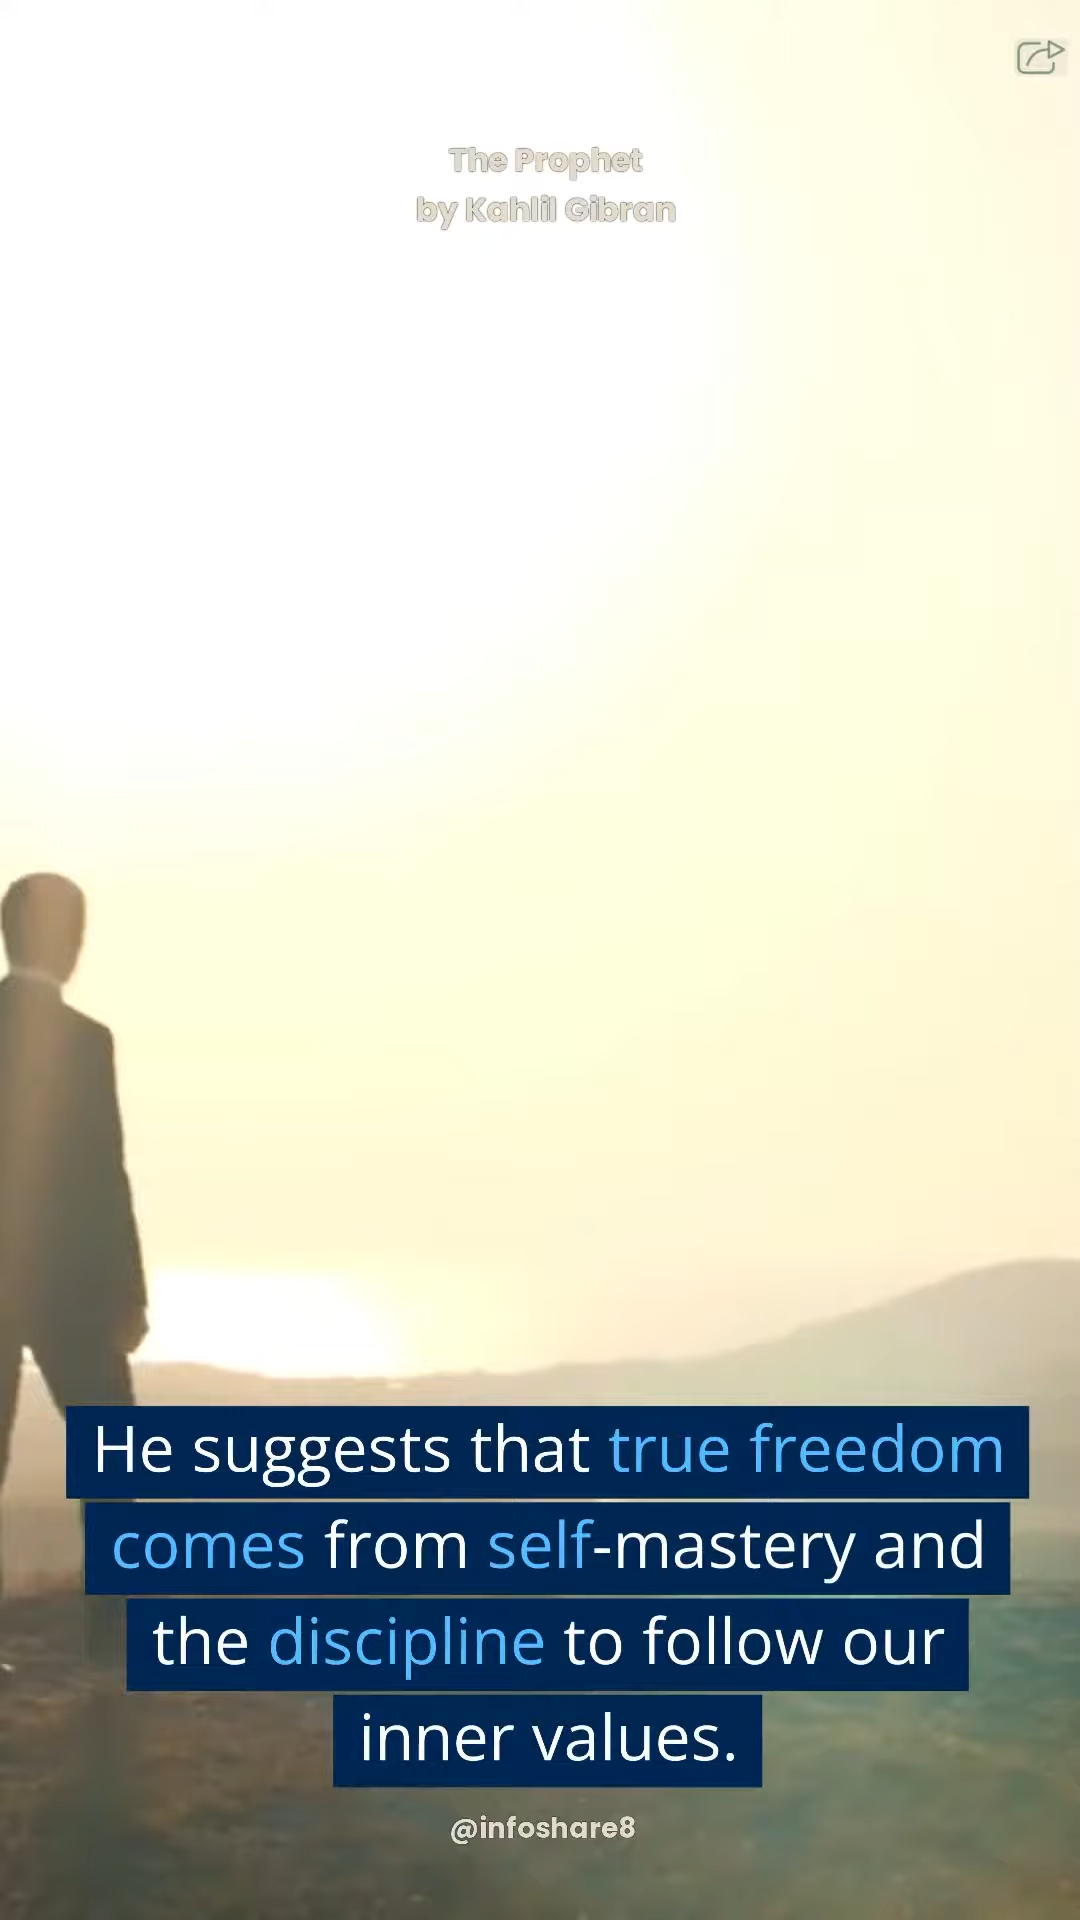 The Prophet
by Kahlil Gibran
He suggests that true freedom
comes from self-mastery and
the discipline to follow our
inner values.
@infoshare8